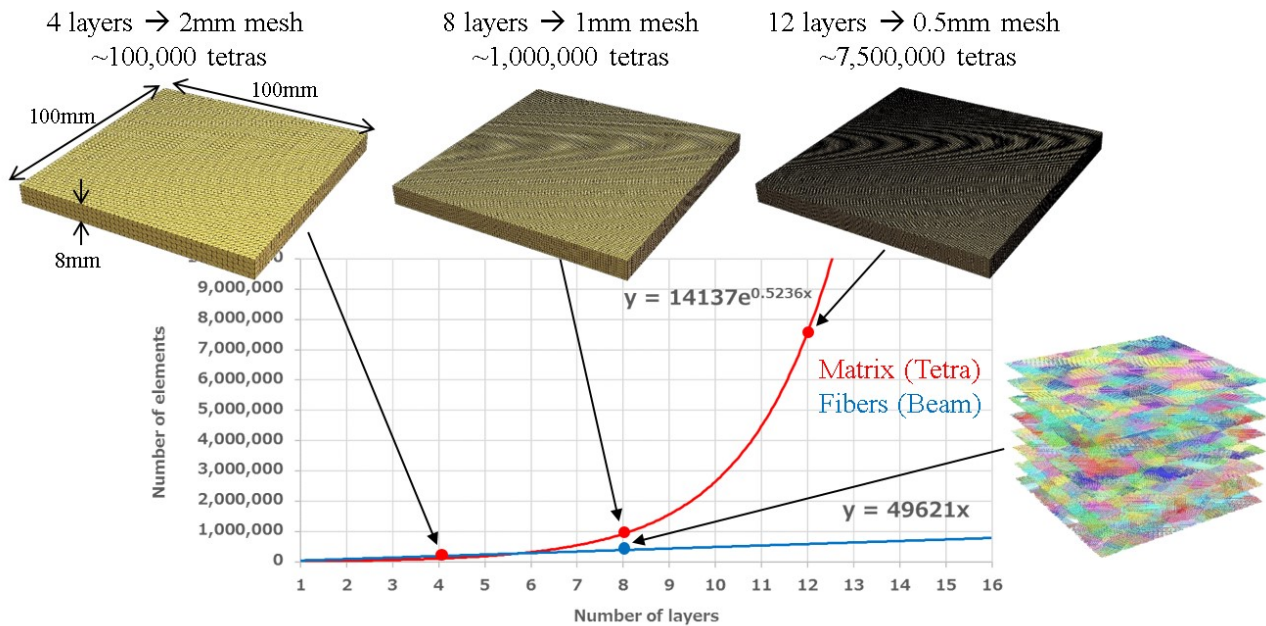 4 layers → 2mm mesh
~100,000 tetras
8 layers → 1mm mesh
~1,000,000 tetras
12 layers → 0.5mm mesh
~7,500,000 tetras
100mm
100mm
8mm
9,000,000
8,000,000
7,000,000
6,000,000
5,000,000
4,000,000
3,000,000
2,000,000
1,000,000
0
Number of elements
y = 14137e^0.5236x
Matrix (Tetra)
Fibers (Beam)
y = 49621x
1 2 3 4 5 6 7 8 9 10 11 12 13 14 15 16
Number of layers